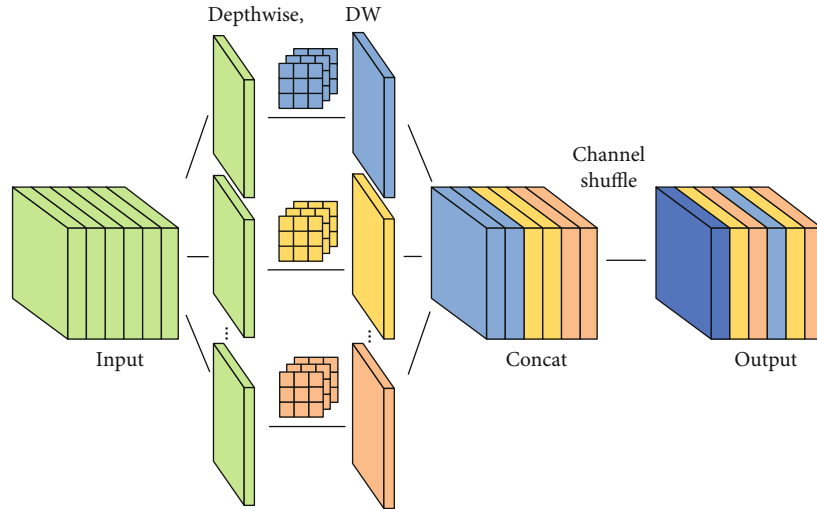 Depthwise, DW
Channel
shuffle
Input
Concat
Output